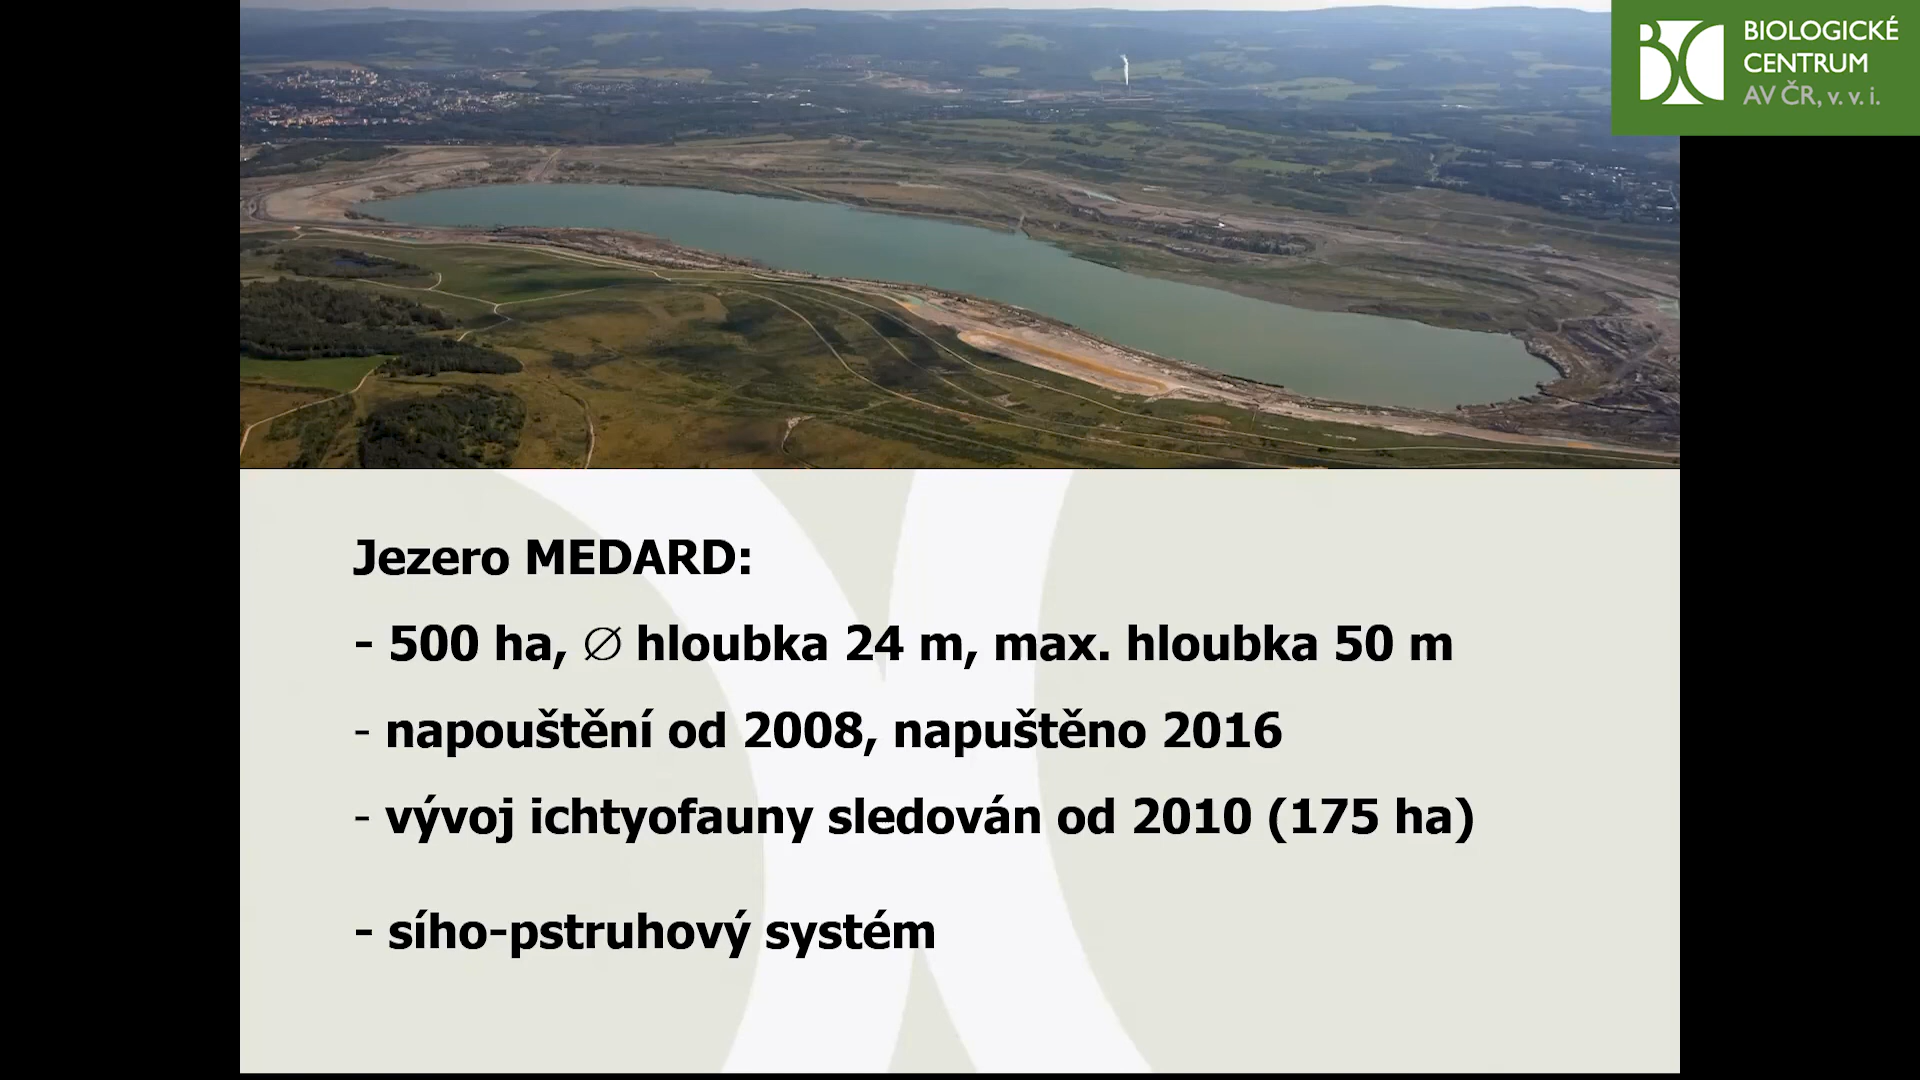 BIOLOGICKÉ
CENTRUM
AV ČR, v. v. i.
Jezero MEDARD:
- 500 ha, ∅ hloubka 24 m, max. hloubka 50 m
- napouštění od 2008, napuštěno 2016
- vývoj ichtyofauny sledován od 2010 (175 ha)
- sího-pstruhový systém